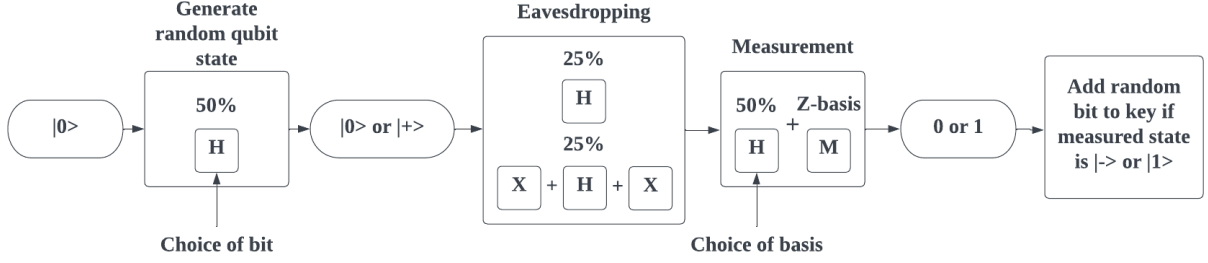 Generate
random qubit
state
Eavesdropping
Measurement
|0>
50%
H
|0> or |+>
25%
H
25%
X + H + X
50% Z-basis
+
H M
0 or 1
Add random
bit to key if
measured state
is |-> or |1>
Choice of bit
Choice of basis